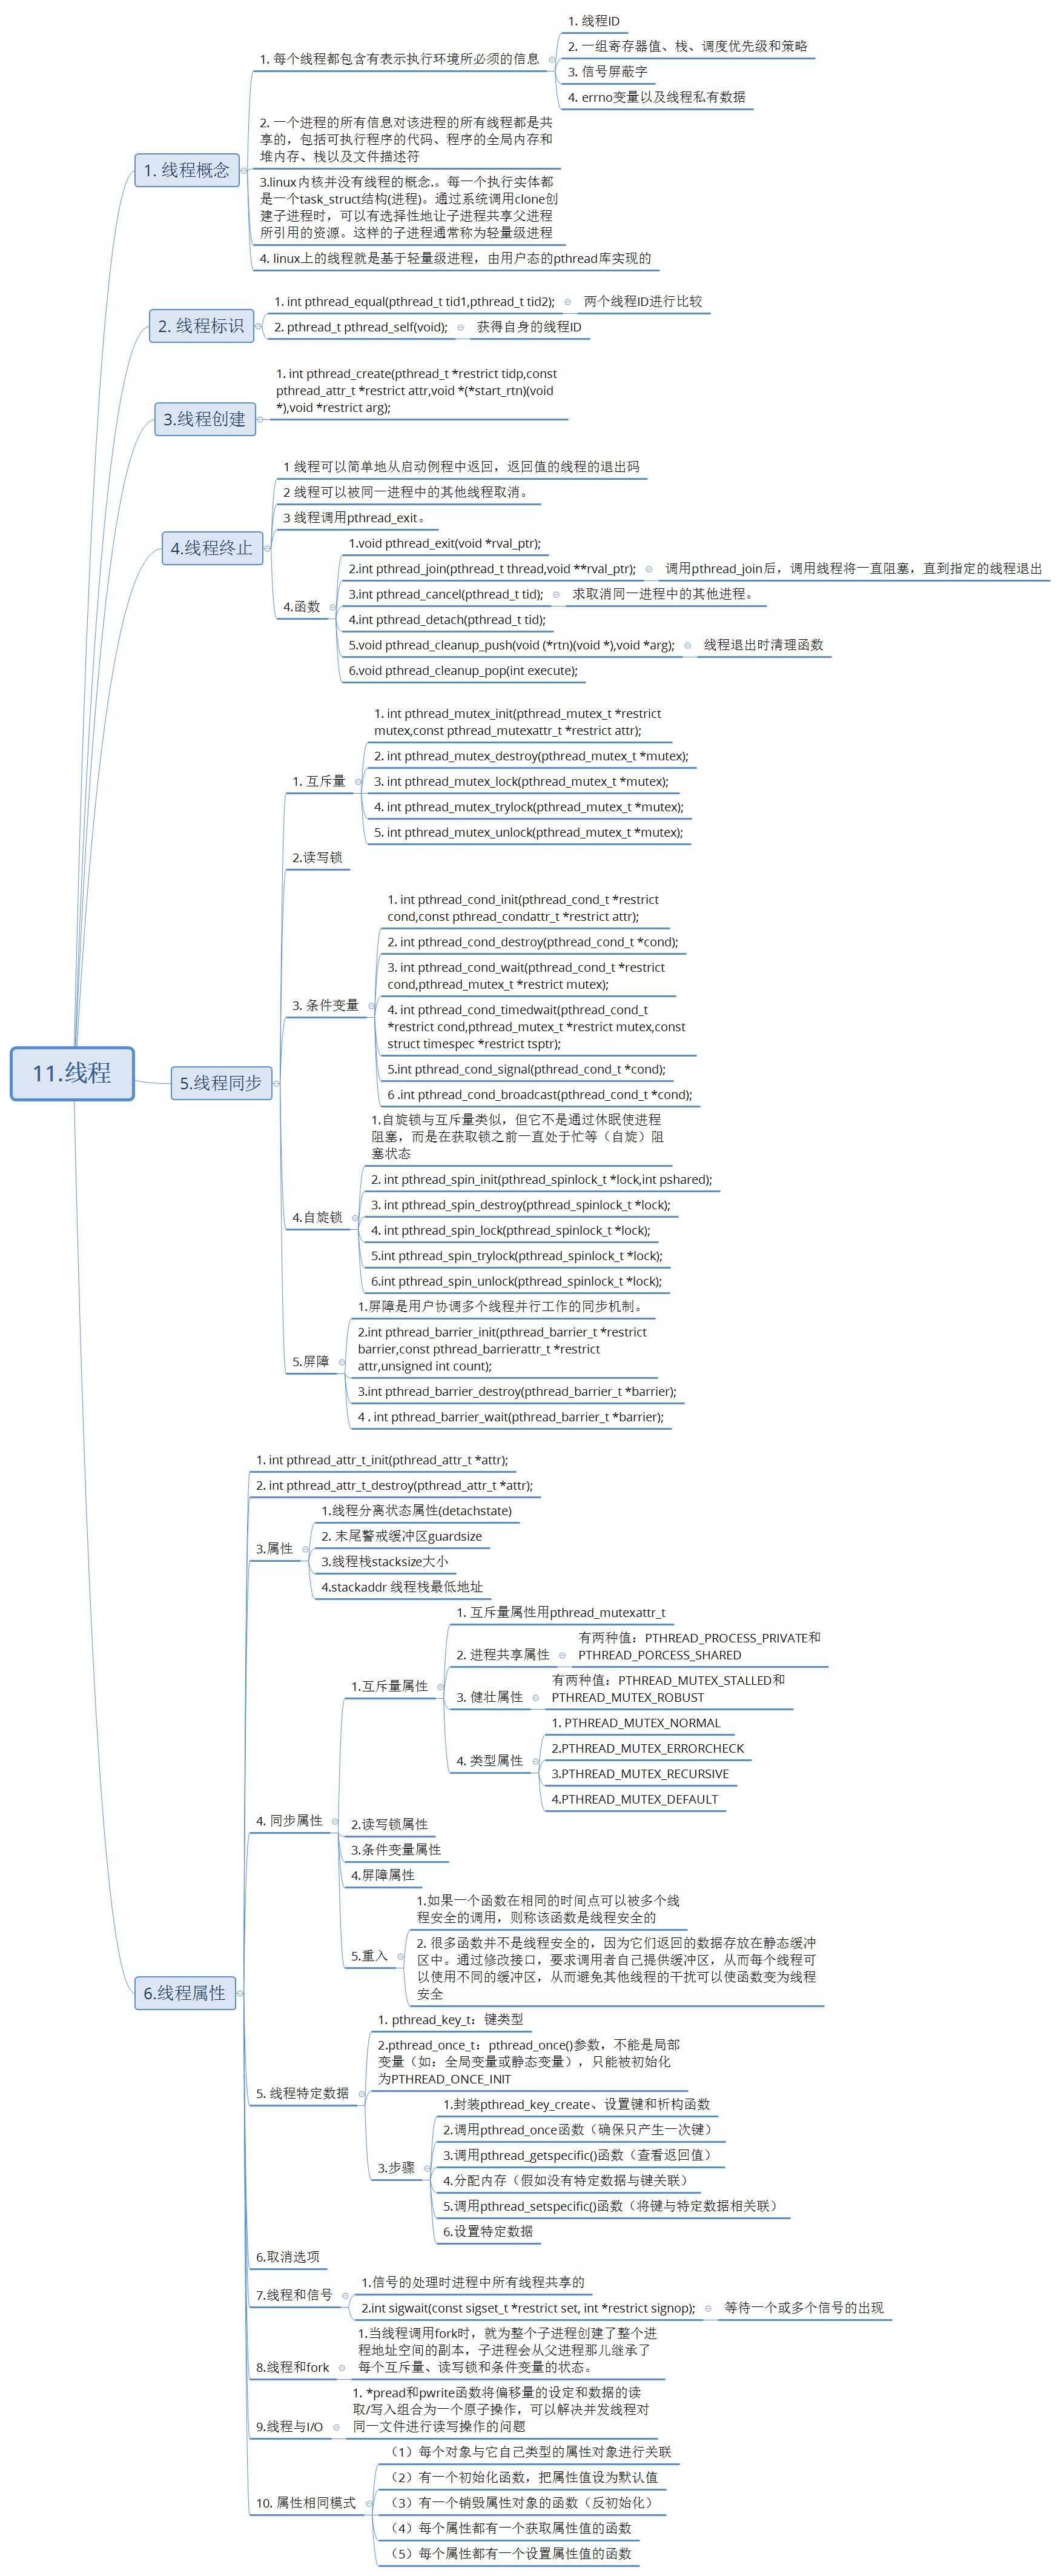 11.线程
1. 线程概念
1. 每个线程都包含有表示执行环境所必须的信息
1. 线程ID
2. 一组寄存器值、栈、调度优先级和策略
3. 信号屏蔽字
4. errno变量以及线程私有数据
2. 一个进程的所有信息对该进程的所有线程都是共
享的，包括可执行程序的代码、程序的全局内存和
堆内存、栈以及文件描述符
3.linux内核并没有线程的概念.。每一个执行实体都
是一个task_struct结构(进程)。通过系统调用clone创
建子进程时，可以有选择性地让子进程共享父进程
所引用的资源。这样的子进程通常称为轻量级进程
4. linux上的线程就是基于轻量级进程，由用户态的pthread库实现的
2. 线程标识
1. int pthread_equal(pthread_t tid1,pthread_t tid2);
两个线程ID进行比较
2. pthread_t pthread_self(void);
获得自身的线程ID
3.线程创建
1. int pthread_create(pthread_t *restrict tidp,const
pthread_attr_t *restrict attr,void *(*start_rtn)(void
*),void *restrict arg);
4.线程终止
1 线程可以简单地从启动例程中返回，返回值的线程的退出码
2 线程可以被同一进程中的其他线程取消。
3 线程调用pthread_exit。
4.函数
1.void pthread_exit(void *rval_ptr);
2.int pthread_join(pthread_t thread,void **rval_ptr);
调用pthread_join后，调用线程将一直阻塞，直到指定的线程退出
3.int pthread_cancel(pthread_t tid);
求取消同一进程中的其他进程。
4.int pthread_detach(pthread_t tid);
5.void pthread_cleanup_push(void (*rtn)(void *),void *arg);
线程退出时清理函数
6.void pthread_cleanup_pop(int execute);
5.线程同步
1. 互斥量
1. int pthread_mutex_init(pthread_mutex_t *restrict
mutex,const pthread_mutexattr_t *restrict attr);
2. int pthread_mutex_destroy(pthread_mutex_t *mutex);
3. int pthread_mutex_lock(pthread_mutex_t *mutex);
4. int pthread_mutex_trylock(pthread_mutex_t *mutex);
5. int pthread_mutex_unlock(pthread_mutex_t *mutex);
2.读写锁
3. 条件变量
1. int pthread_cond_init(pthread_cond_t *restrict
cond,const pthread_condattr_t *restrict attr);
2. int pthread_cond_destroy(pthread_cond_t *cond);
3. int pthread_cond_wait(pthread_cond_t *restrict
cond,pthread_mutex_t *restrict mutex);
4. int pthread_cond_timedwait(pthread_cond_t
*restrict cond,pthread_mutex_t *restrict mutex,const
struct timespec *restrict tsptr);
5.int pthread_cond_signal(pthread_cond_t *cond);
6 .int pthread_cond_broadcast(pthread_cond_t *cond);
4.自旋锁
1.自旋锁与互斥量类似，但它不是通过休眠使进程
阻塞，而是在获取锁之前一直处于忙等（自旋）阻
塞状态
2. int pthread_spin_init(pthread_spinlock_t *lock,int pshared);
3. int pthread_spin_destroy(pthread_spinlock_t *lock);
4. int pthread_spin_lock(pthread_spinlock_t *lock);
5.int pthread_spin_trylock(pthread_spinlock_t *lock);
6.int pthread_spin_unlock(pthread_spinlock_t *lock);
5.屏障
1.屏障是用户协调多个线程并行工作的同步机制。
2.int pthread_barrier_init(pthread_barrier_t *restrict
barrier,const pthread_barrierattr_t *restrict
attr,unsigned int count);
3.int pthread_barrier_destroy(pthread_barrier_t *barrier);
4 . int pthread_barrier_wait(pthread_barrier_t *barrier);
6.线程属性
1. int pthread_attr_t_init(pthread_attr_t *attr);
2. int pthread_attr_t_destroy(pthread_attr_t *attr);
3.属性
1.线程分离状态属性(detachstate)
2. 末尾警戒缓冲区guardsize
3.线程栈stacksize大小
4.stackaddr 线程栈最低地址
4. 同步属性
1.互斥量属性
1. 互斥量属性用pthread_mutexattr_t
2. 进程共享属性
有两种值：PTHREAD_PROCESS_PRIVATE和
PTHREAD_PORCESS_SHARED
3. 健壮属性
有两种值：PTHREAD_MUTEX_STALLED和
PTHREAD_MUTEX_ROBUST
4. 类型属性
1. PTHREAD_MUTEX_NORMAL
2.PTHREAD_MUTEX_ERRORCHECK
3.PTHREAD_MUTEX_RECURSIVE
4.PTHREAD_MUTEX_DEFAULT
2.读写锁属性
3.条件变量属性
4.屏障属性
5.重入
1.如果一个函数在相同的时间点可以被多个线
程安全的调用，则称该函数是线程安全的
2. 很多函数并不是线程安全的，因为它们返回的数据存放在静态缓冲
区中。通过修改接口，要求调用者自己提供缓冲区，从而每个线程可
以使用不同的缓冲区，从而避免其他线程的干扰可以使函数变为线程
安全
5. 线程特定数据
1. pthread_key_t：键类型
2.pthread_once_t：pthread_once()参数，不能是局部
变量（如：全局变量或静态变量），只能被初始化
为PTHREAD_ONCE_INIT
3.步骤
1.封装pthread_key_create、设置键和析构函数
2.调用pthread_once函数（确保只产生一次键）
3.调用pthread_getspecific()函数（查看返回值）
4.分配内存（假如没有特定数据与键关联）
5.调用pthread_setspecific()函数（将键与特定数据相关联）
6.设置特定数据
6.取消选项
7.线程和信号
1.信号的处理时进程中所有线程共享的
2.int sigwait(const sigset_t *restrict set, int *restrict signop);
等待一个或多个信号的出现
8.线程和fork
1.当线程调用fork时，就为整个子进程创建了整个进
程地址空间的副本，子进程会从父进程那儿继承了
每个互斥量、读写锁和条件变量的状态。
9.线程与I/O
1. *pread和pwrite函数将偏移量的设定和数据的读
取/写入组合为一个原子操作，可以解决并发线程对
同一文件进行读写操作的问题
10. 属性相同模式
（1）每个对象与它自己类型的属性对象进行关联
（2）有一个初始化函数，把属性值设为默认值
（3）有一个销毁属性对象的函数（反初始化）
（4）每个属性都有一个获取属性值的函数
（5）每个属性都有一个设置属性值的函数